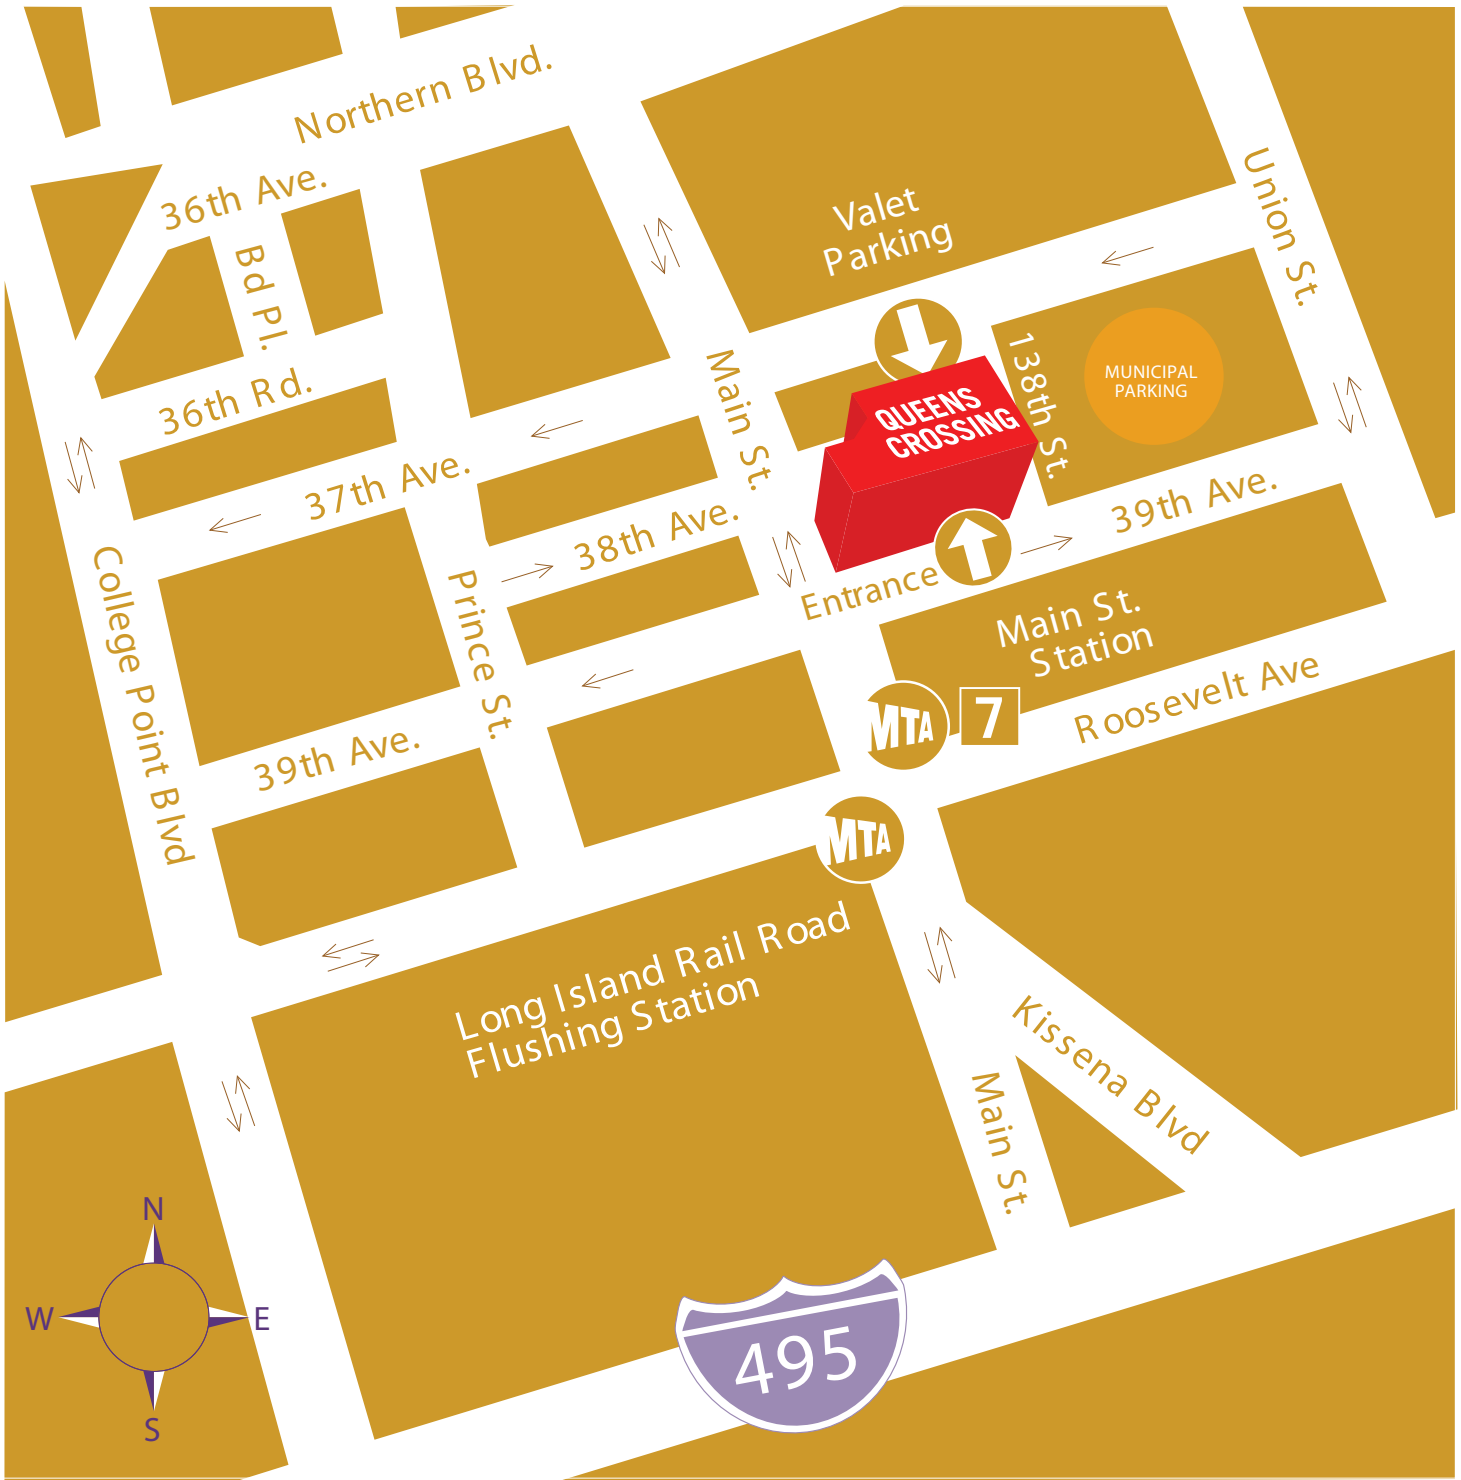 Northern Blvd.
36th Ave.
Bd Pl.
Union St.
Valet
Parking
36th Rd.
Main St.
138th St.
MUNICIPAL
PARKING
QUEENS
CROSSING
37th Ave.
38th Ave.
39th Ave.
College Point Blvd
Prince St.
Entrance
Main St.
Station
39th Ave.
MTA
7
Roosevelt Ave
MTA
Long Island Rail Road
Flushing Station
Kissena Blvd
Main St.
N
W
E
S
495